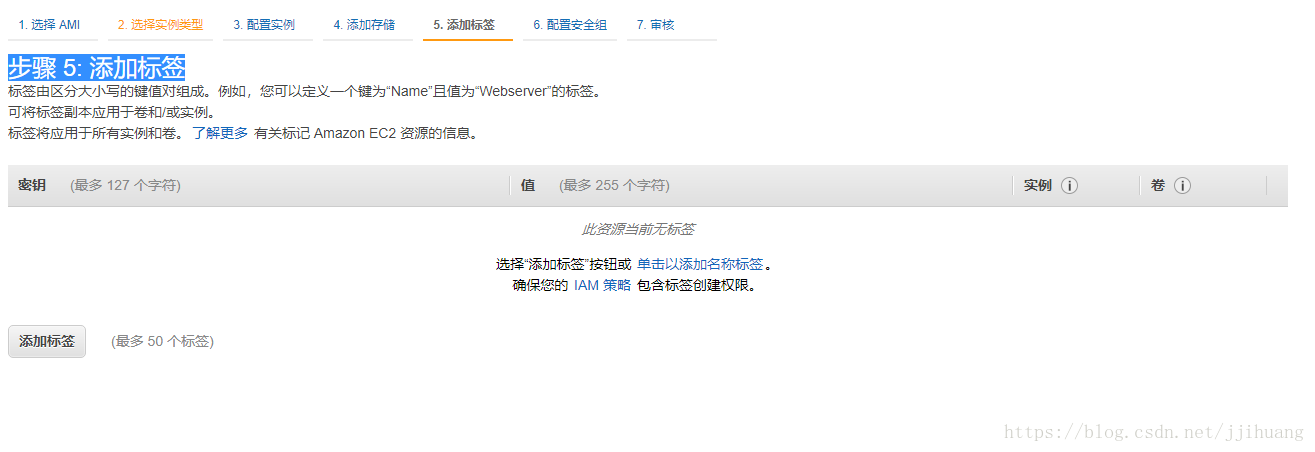 1. 选择 AMI 2. 选择实例类型 3. 配置实例 4. 添加存储 5. 添加标签 6. 配置安全组 7. 审核
步骤 5: 添加标签
标签由区分大小写的键值对组成。例如，您可以定义一个键为“Name”且值为“Webserver”的标签。
可将标签副本应用于卷和/或实例。
标签将应用于所有实例和卷。 了解更多 有关标记 Amazon EC2 资源的信息。
密钥 (最多 127 个字符) 值 (最多 255 个字符) 实例 i 卷 i
此资源当前无标签
选择“添加标签”按钮或 单击以添加名称标签。
确保您的 IAM 策略 包含标签创建权限。
添加标签 (最多 50 个标签)
https://blog.csdn.net/jjihuang